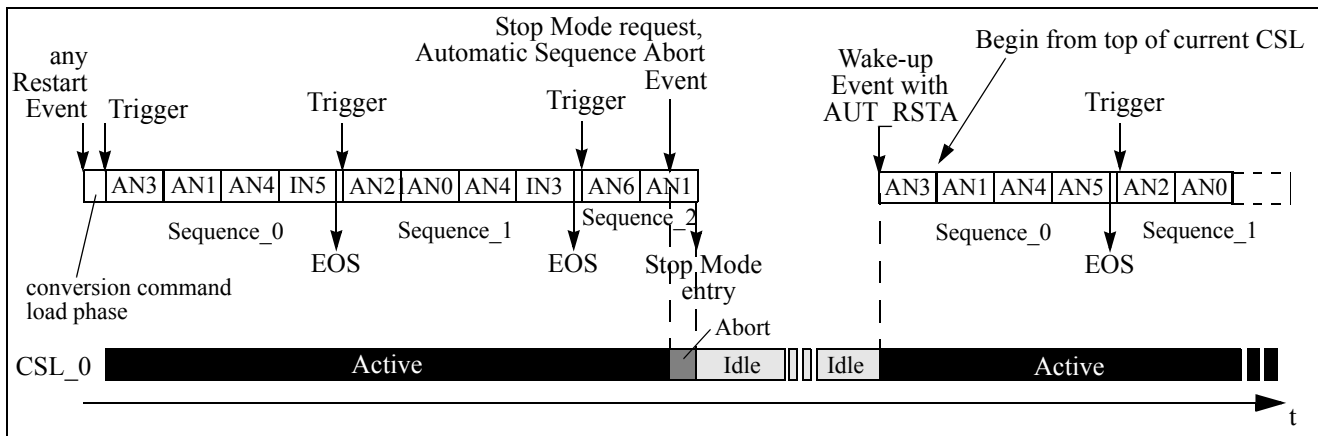 Stop Mode request,
Automatic Sequence Abort
Event
any
Restart
Event
Trigger
Trigger
Trigger
Wake-up
Event with
AUT_RSTA
Begin from top of current CSL
Trigger
AN3 AN1 AN4 IN5 AN21 AN0 AN4 IN3 AN6 AN1
AN3 AN1 AN4 AN5 AN2 AN0
Sequence_0
Sequence_1
Sequence_2
Sequence_0
Sequence_1
EOS
EOS
Stop Mode
entry
EOS
conversion command
load phase
Abort
CSL_0
Active
Idle
Idle
Active
t